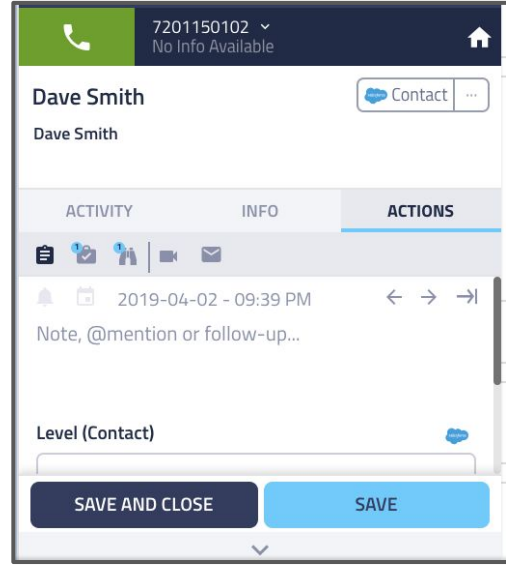 7201150102
No Info Available
Dave Smith
Contact
Dave Smith
ACTIVITY INFO ACTIONS
1 1
2019-04-02 - 09:39 PM
Note, @mention or follow-up...
Level (Contact)
SAVE AND CLOSE SAVE